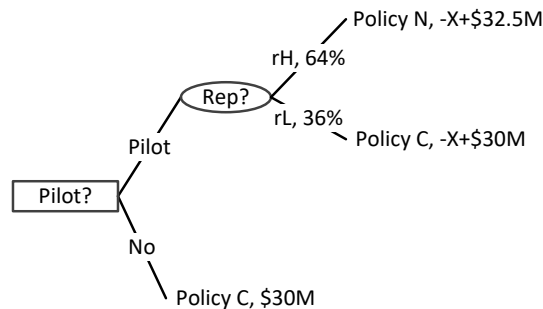 Policy N, -X+$32.5M
rH, 64%
Rep?
rL, 36%
Policy C, -X+$30M
Pilot
Pilot?
No
Policy C, $30M